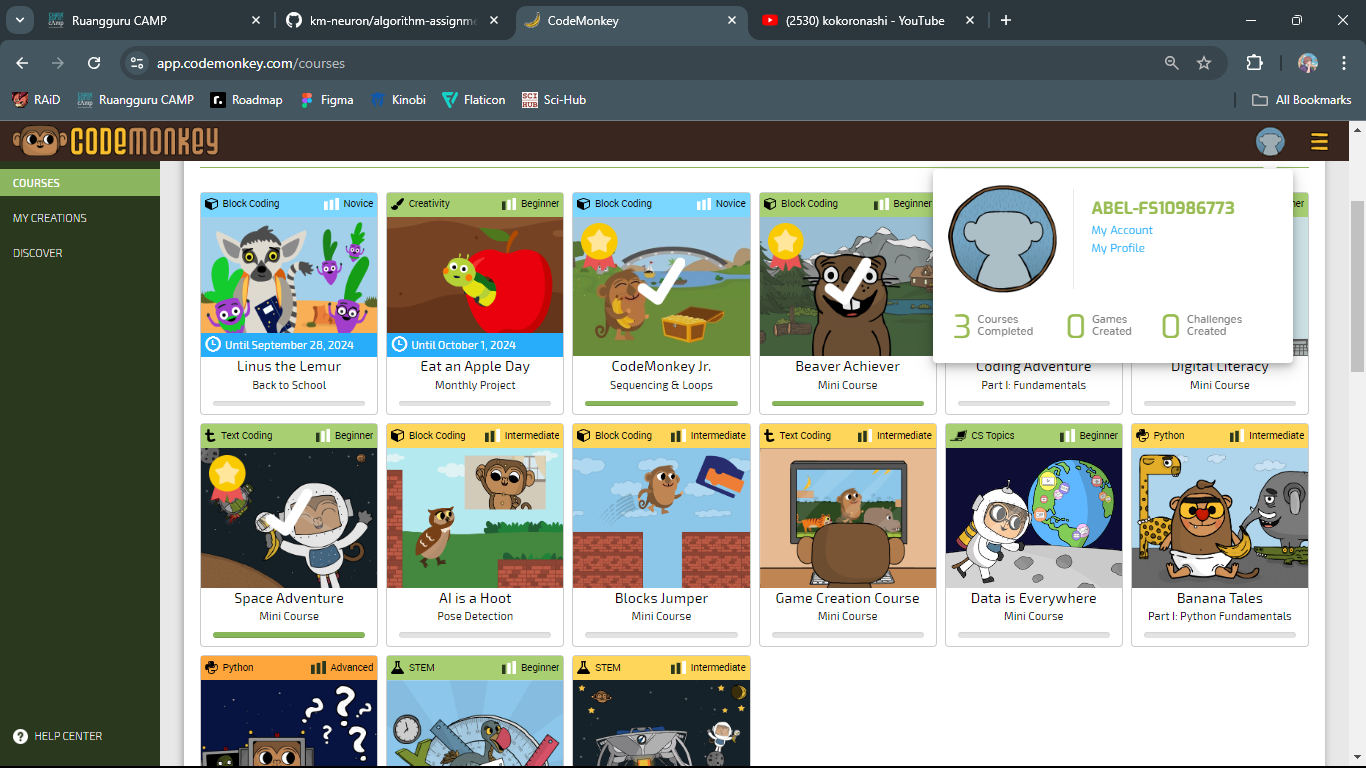 Ruangguru CAMP
km-neuron/algorithm-assignme
CodeMonkey
(2530) kokoronashi - YouTube
app.codemonkey.com/courses
RAiD
Ruangguru CAMP
Roadmap
Figma
Kinobi
Flaticon
SCI HUB
Sci-Hub
All Bookmarks
CODEMONKEY
COURSES
MY CREATIONS
DISCOVER
HELP CENTER
ABEL-FS10986773
My Account
My Profile
3 Courses Completed
0 Games Created
0 Challenges Created
Block Coding Novice
Until September 28, 2024
Linus the Lemur
Back to School
Creativity Beginner
Until October 1, 2024
Eat an Apple Day
Monthly Project
Block Coding Novice
CodeMonkey Jr.
Sequencing & Loops
Block Coding Beginner
Beaver Achiever
Mini Course
Coding Adventure
Part I: Fundamentals
Digital Literacy
Mini Course
Text Coding Beginner
Space Adventure
Mini Course
Block Coding Intermediate
AI is a Hoot
Pose Detection
Block Coding Intermediate
Blocks Jumper
Mini Course
Text Coding Intermediate
Game Creation Course
Mini Course
CS Topics Beginner
Data is Everywhere
Mini Course
Python Intermediate
Banana Tales
Part I: Python Fundamentals
Python Advanced
STEM Beginner
STEM Intermediate